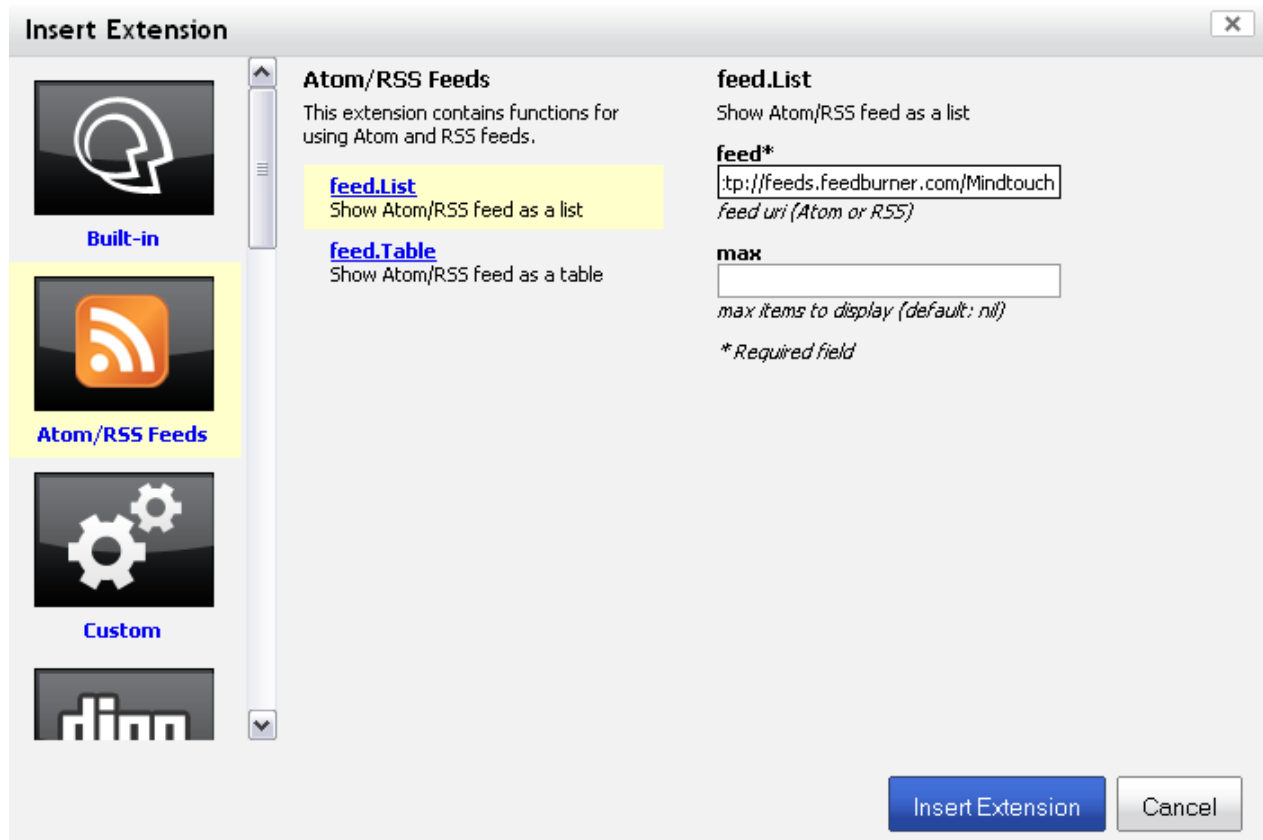 Insert Extension
Built-in
Atom/RSS Feeds
Custom
digg
Atom/RSS Feeds
This extension contains functions for
using Atom and RSS feeds.
feed.List
Show Atom/RSS feed as a list
feed.Table
Show Atom/RSS feed as a table
feed.List
Show Atom/RSS feed as a list
feed*
:tp://feeds.feedburner.com/Mindtouch
feed uri (Atom or RSS)
max
max items to display (default: nil)
* Required field
Insert Extension
Cancel